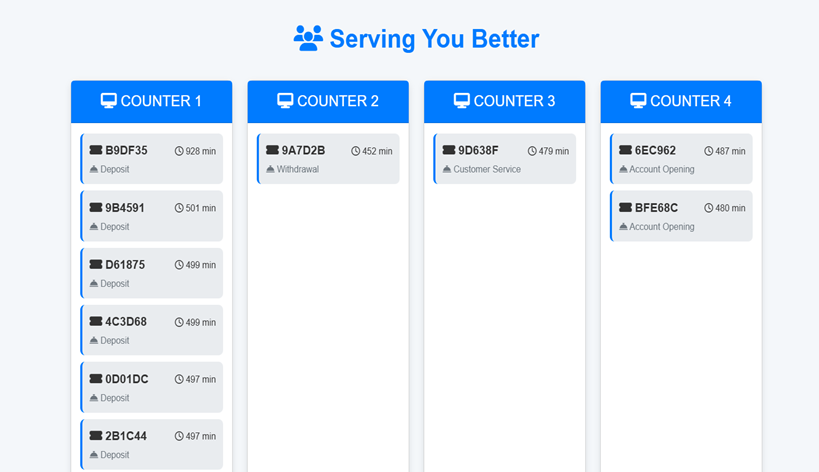 Serving You Better
COUNTER 1
B9DF35 928 min
Deposit
9B4591 501 min
Deposit
D61875 499 min
Deposit
4C3D68 499 min
Deposit
0D01DC 497 min
Deposit
2B1C44 497 min
Deposit
COUNTER 2
9A7D2B 452 min
Withdrawal
COUNTER 3
9D638F 479 min
Customer Service
COUNTER 4
6EC962 487 min
Account Opening
BFE68C 480 min
Account Opening